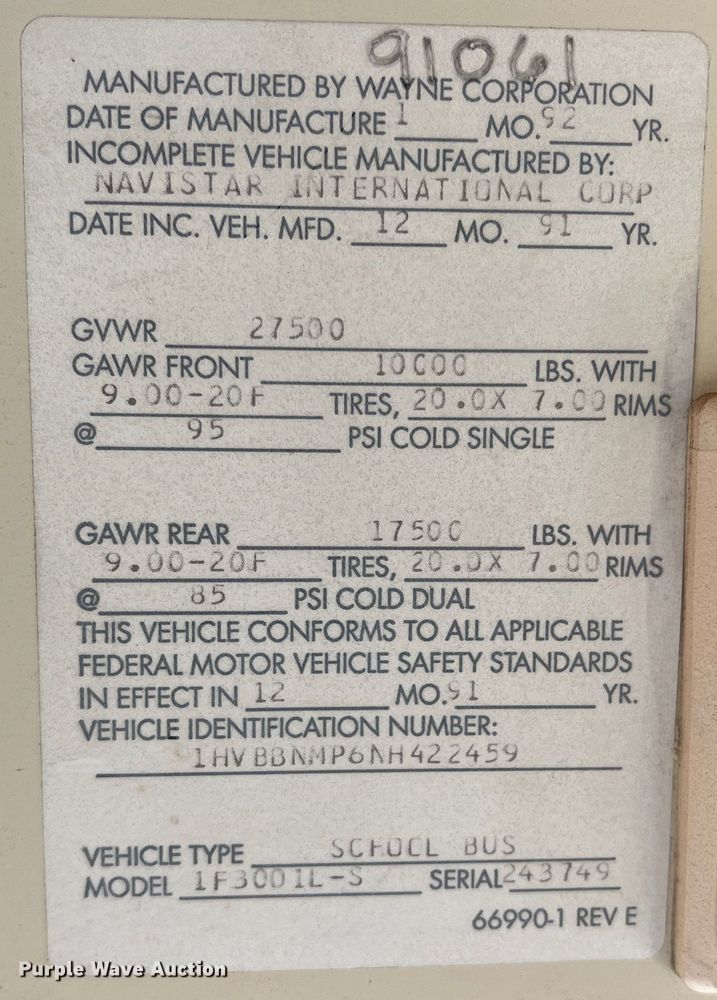 91061
MANUFACTURED BY WAYNE CORPORATION
DATE OF MANUFACTURE 1 MO. 92 YR.
INCOMPLETE VEHICLE MANUFACTURED BY:
NAVISTAR INTERNATIONAL CORP
DATE INC. VEH. MFD. 12 MO. 91 YR.
GVWR 27500
GAWR FRONT 10000 LBS. WITH
9.00-20F TIRES, 20.0X 7.00 RIMS
@ 95 PSI COLD SINGLE
GAWR REAR 17500 LBS. WITH
9.00-20F TIRES, 20.0X 7.00 RIMS
@ 85 PSI COLD DUAL
THIS VEHICLE CONFORMS TO ALL APPLICABLE
FEDERAL MOTOR VEHICLE SAFETY STANDARDS
IN EFFECT IN 12 MO. 91 YR.
VEHICLE IDENTIFICATION NUMBER:
1HVBBNMP6NH422459
VEHICLE TYPE SCHOOL BUS
MODEL 1F3001L-S SERIAL 243749
66990-1 REV E
Purple Wave Auction